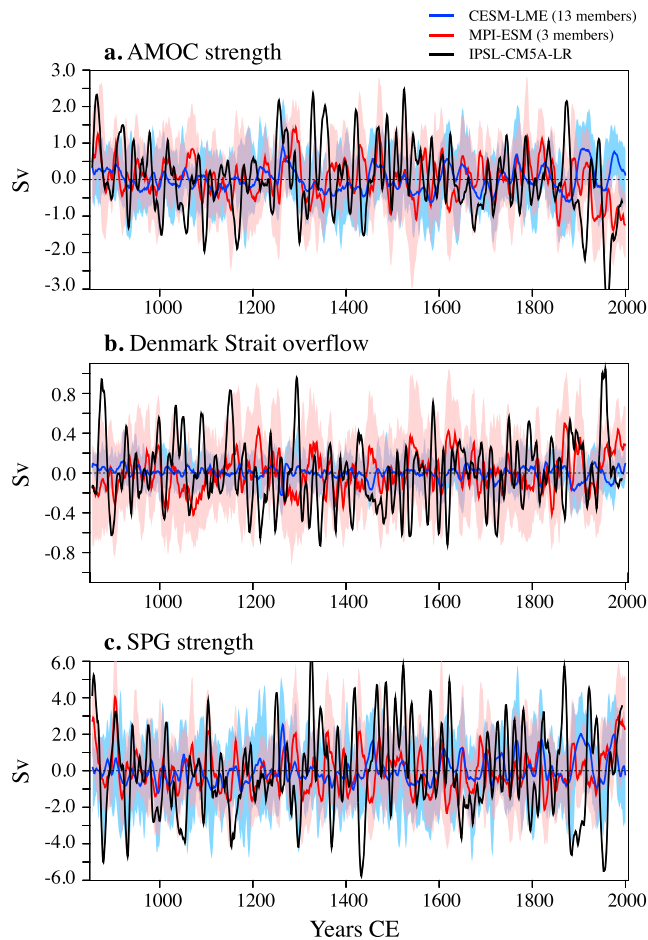 CESM-LME (13 members)
MPI-ESM (3 members)
IPSL-CM5A-LR
a. AMOC strength
3.0
2.0
1.0
0.0
-1.0
-2.0
-3.0
Sv
1000 1200 1400 1600 1800 2000
b. Denmark Strait overflow
0.8
0.4
0.0
-0.4
-0.8
Sv
1000 1200 1400 1600 1800 2000
c. SPG strength
6.0
4.0
2.0
0.0
-2.0
-4.0
-6.0
Sv
1000 1200 1400 1600 1800 2000
Years CE